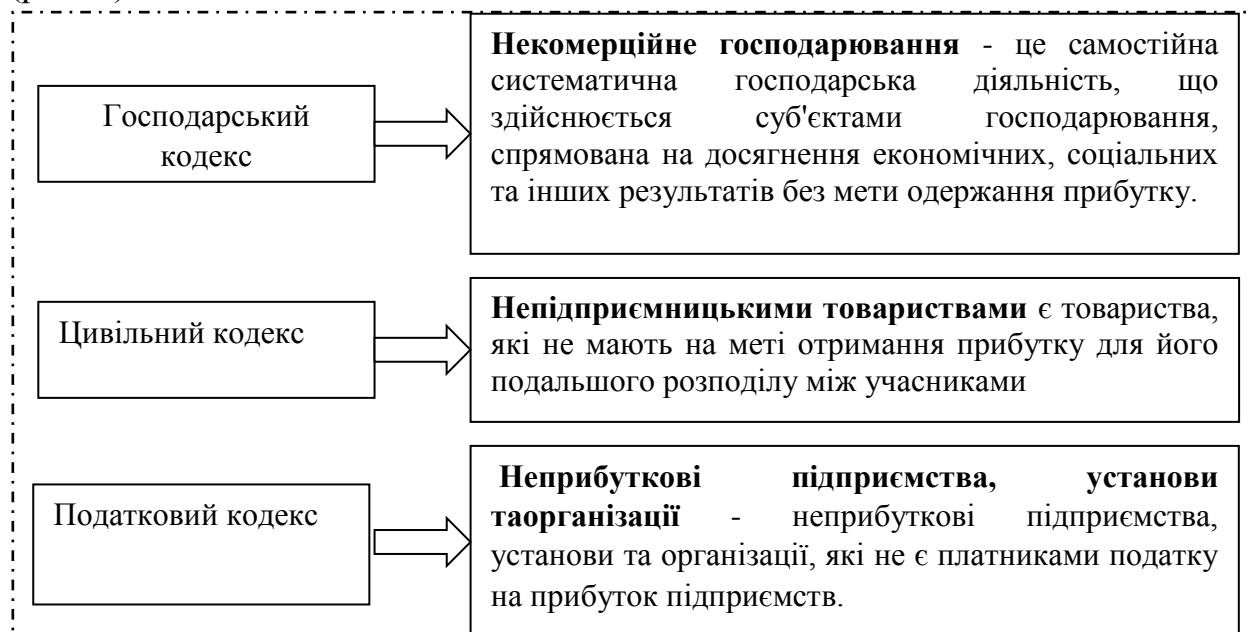 Некомерційне господарювання - це самостійна
систематична господарська діяльність, що
здійснюється суб'єктами господарювання,
спрямована на досягнення економічних, соціальних
та інших результатів без мети одержання прибутку.
Господарський
кодекс
Непідприємницькими товариствами є товариства,
які не мають на меті отримання прибутку для його
подальшого розподілу між учасниками
Цивільний кодекс
Неприбуткові підприємства, установи
таорганізації - неприбуткові підприємства,
установи та організації, які не є платниками податку
на прибуток підприємств.
Податковий кодекс